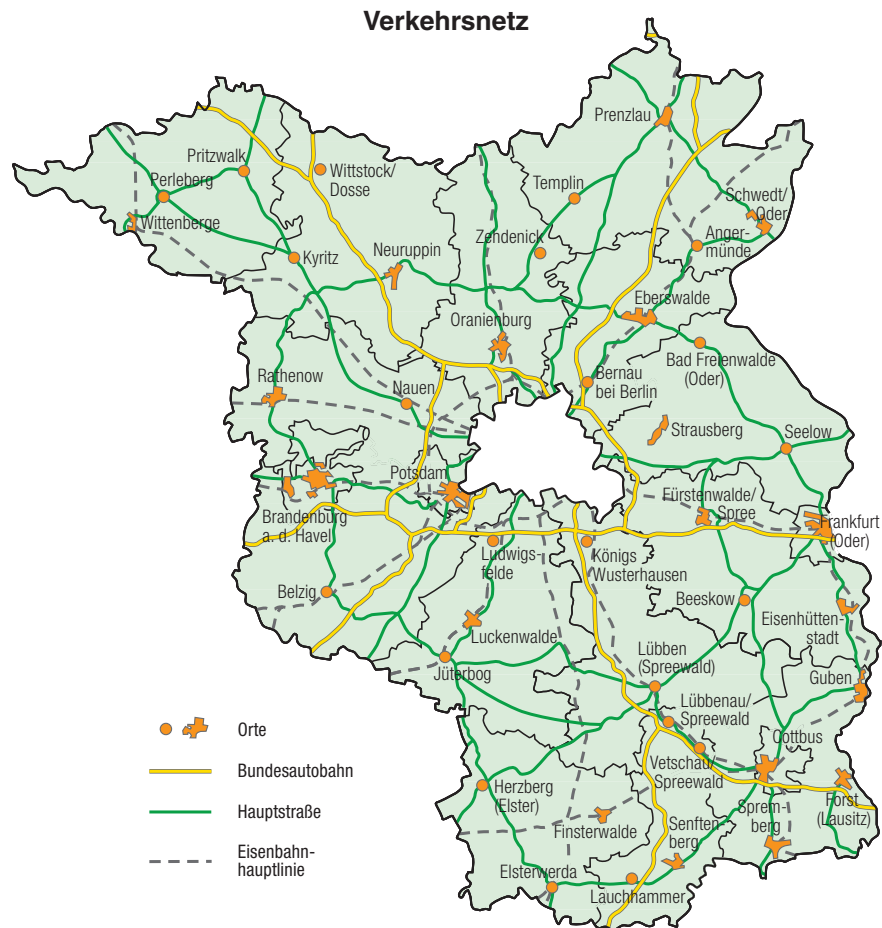 Verkehrsnetz
Prenzlau
Pritzwalk
Wittstock/
Dosse
Perleberg
Templin
Schwedt/
Oder
Wittenberge
Zehdenick
Anger-
münde
Kyritz
Neuruppin
Eberswalde
Oranienburg
Bad Freienwalde
(Oder)
Rathenow
Nauen
Bernau
bei Berlin
Strausberg
Seelow
Potsdam
Fürstenwalde/
Spree
Brandenburg
a. d. Havel
Frankfurt
(Oder)
Ludwigs-
felde
Königs
Wusterhausen
Belzig
Beeskow
Eisenhütten-
stadt
Luckenwalde
Lübben
(Spreewald)
Jüterbog
Guben
Lübbenau/
Spreewald
Orte
Cottbus
Bundesautobahn
Vetschau/
Spreewald
Herzberg
(Elster)
Hauptstraße
Sprem-
berg
Forst
(Lausitz)
Finsterwalde
Senften-
berg
Eisenbahn-
hauptlinie
Elsterwerda
Lauchhammer